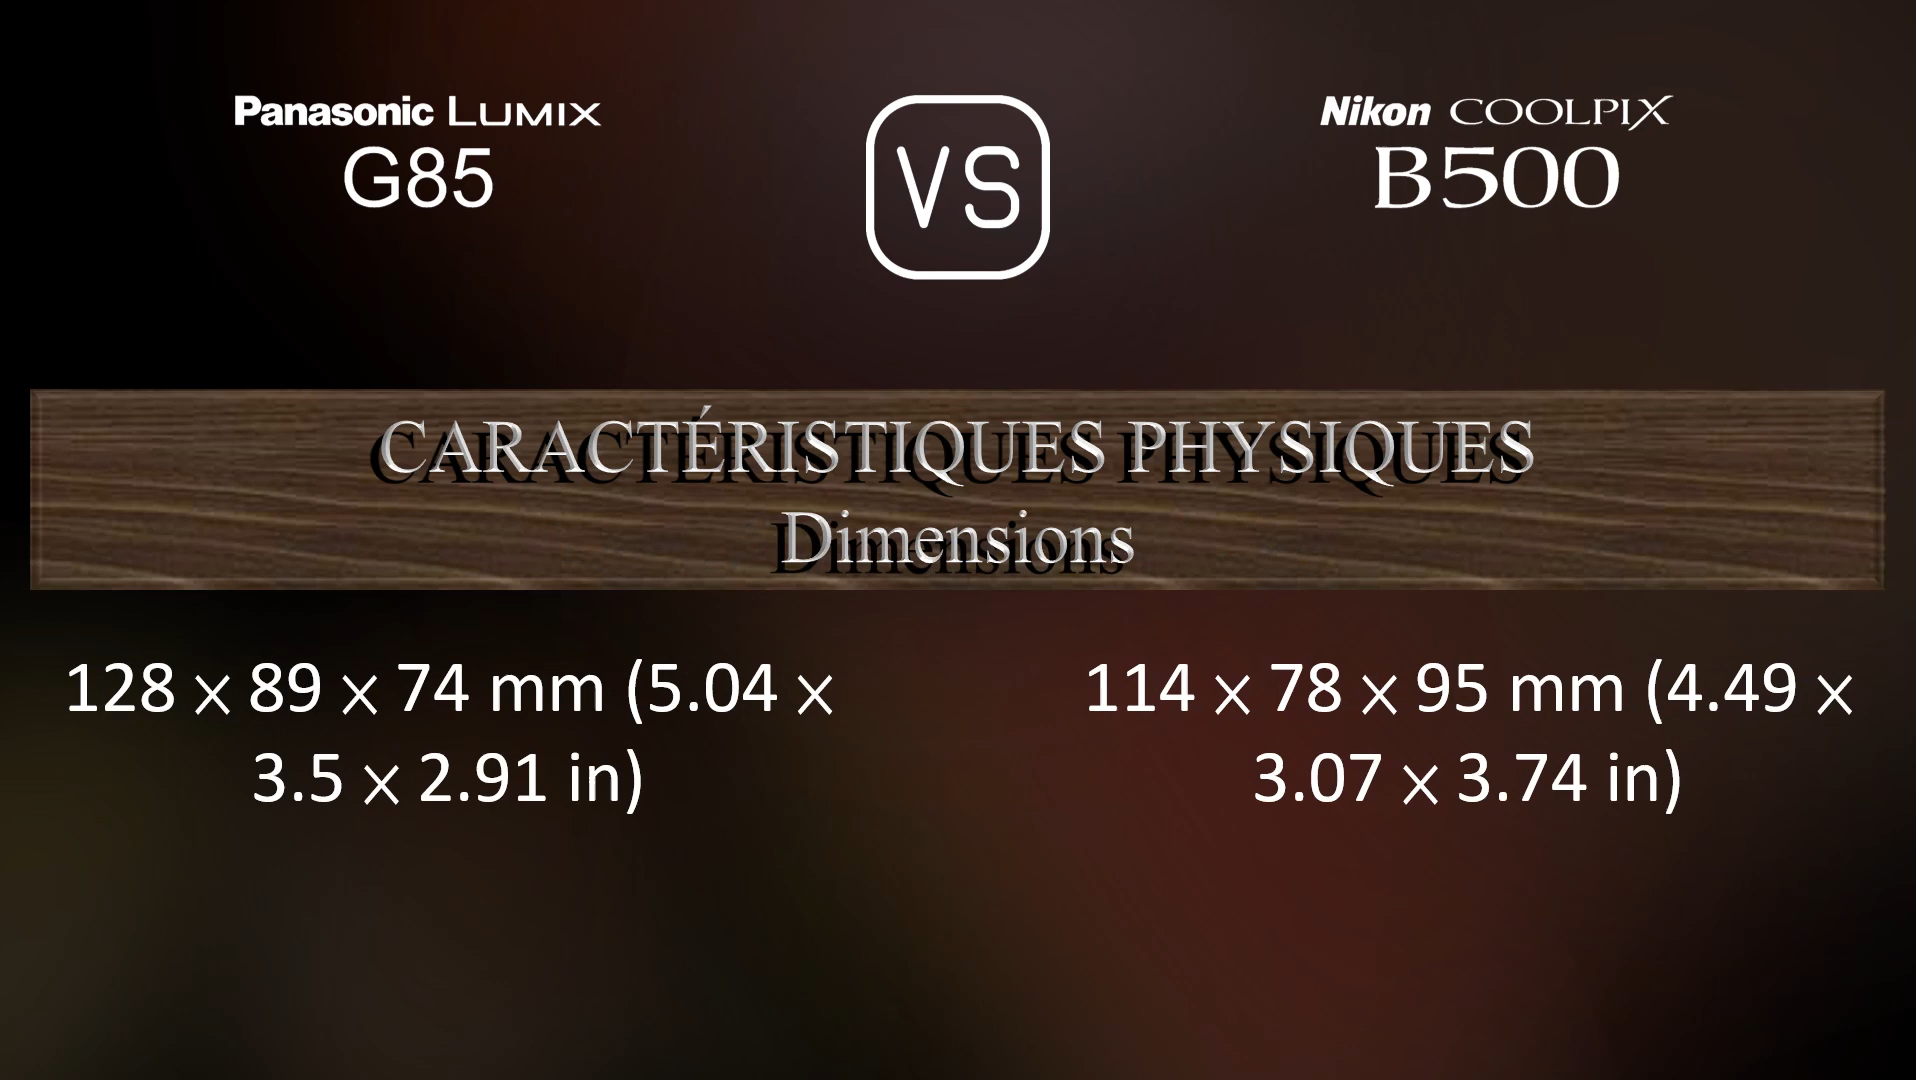 Panasonic LUMIX
G85
VS
Nikon COOLPIX
B500
CARACTÉRISTIQUES PHYSIQUES
Dimensions
128 x 89 x 74 mm (5.04 x
3.5 x 2.91 in)
114 x 78 x 95 mm (4.49 x
3.07 x 3.74 in)